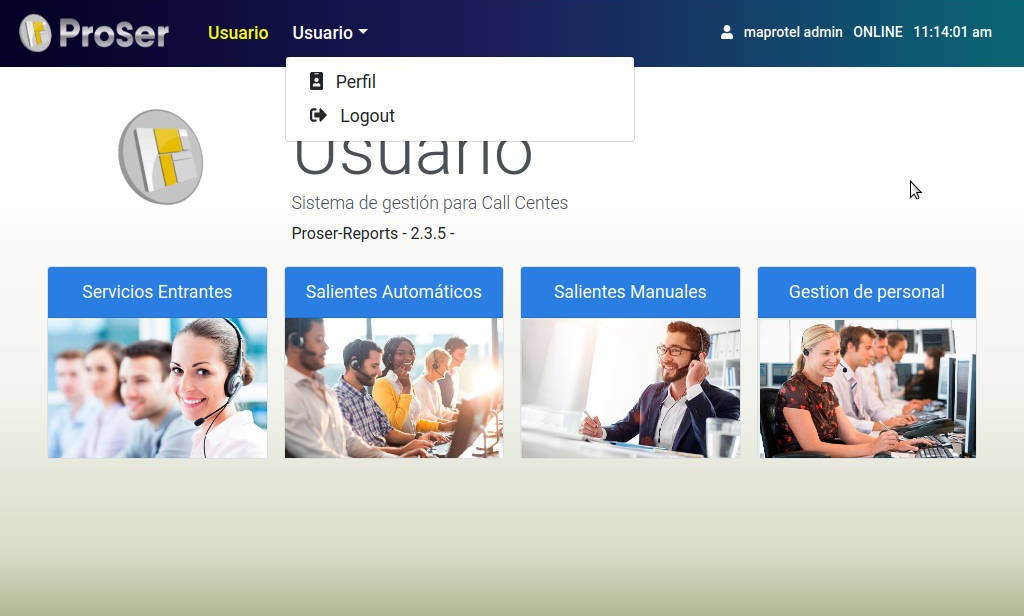 ProSer Usuario Usuario maprotel admin ONLINE 11:14:01 am
Perfil
Logout
Usuario
Sistema de gestión para Call Centes
Proser-Reports - 2.3.5 -
Servicios Entrantes
Salientes Automáticos
Salientes Manuales
Gestion de personal